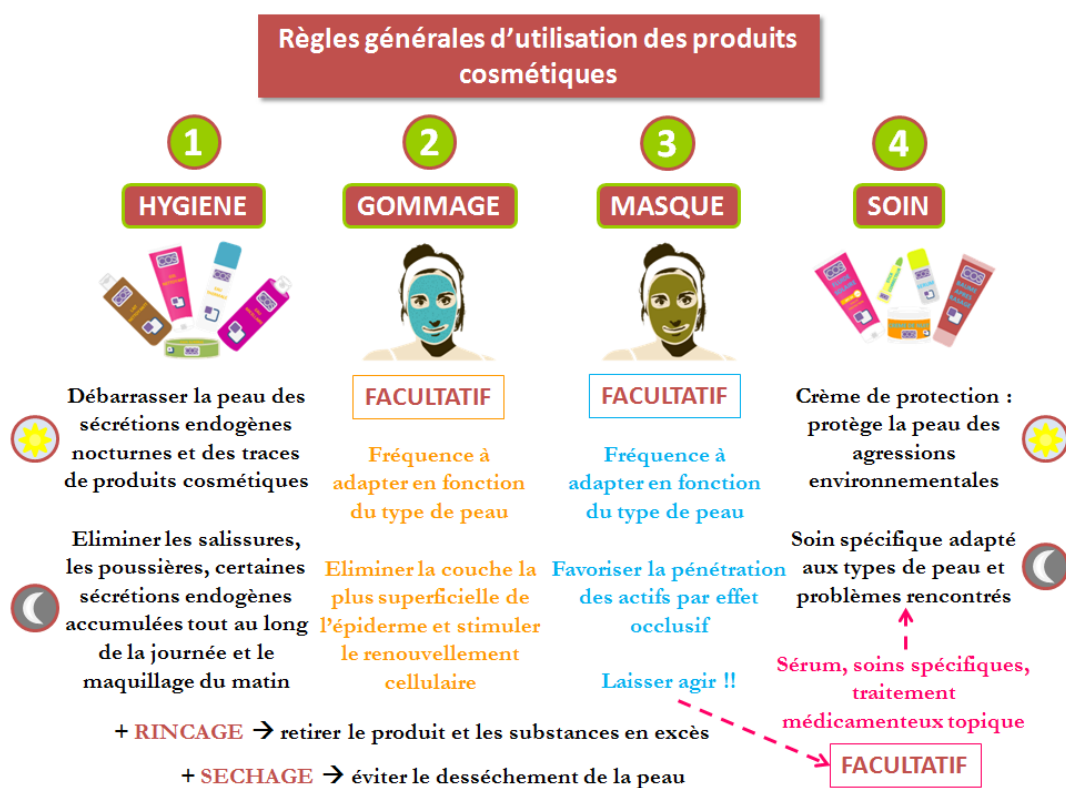 Règles générales d'utilisation des produits
cosmétiques
1
HYGIENE
Débarrasser la peau des
sécrétions endogènes
nocturnes et des traces
de produits cosmétiques
Eliminer les salissures,
les poussières, certaines
sécrétions endogènes
accumulées tout au long
de la journée et le
maquillage du matin
2
GOMMAGE
FACULTATIF
Fréquence à
adapter en fonction
du type de peau
Eliminer la couche la
plus superficielle de
l'épiderme et stimuler
le renouvellement
cellulaire
3
MASQUE
FACULTATIF
Fréquence à
adapter en fonction
du type de peau
Favoriser la pénétration
des actifs par effet
occlusif
Laisser agir !!
4
SOIN
BAUME
APRES
RASAGE
Crème de protection :
protège la peau des
agressions
environnementales
Soin spécifique adapté
aux types de peau et
problèmes rencontrés
Sérum, soins spécifiques,
traitement
médicamenteux topique
FACULTATIF
+ RINCAGE → retirer le produit et les substances en excès
+ SECHAGE → éviter le desséchement de la peau